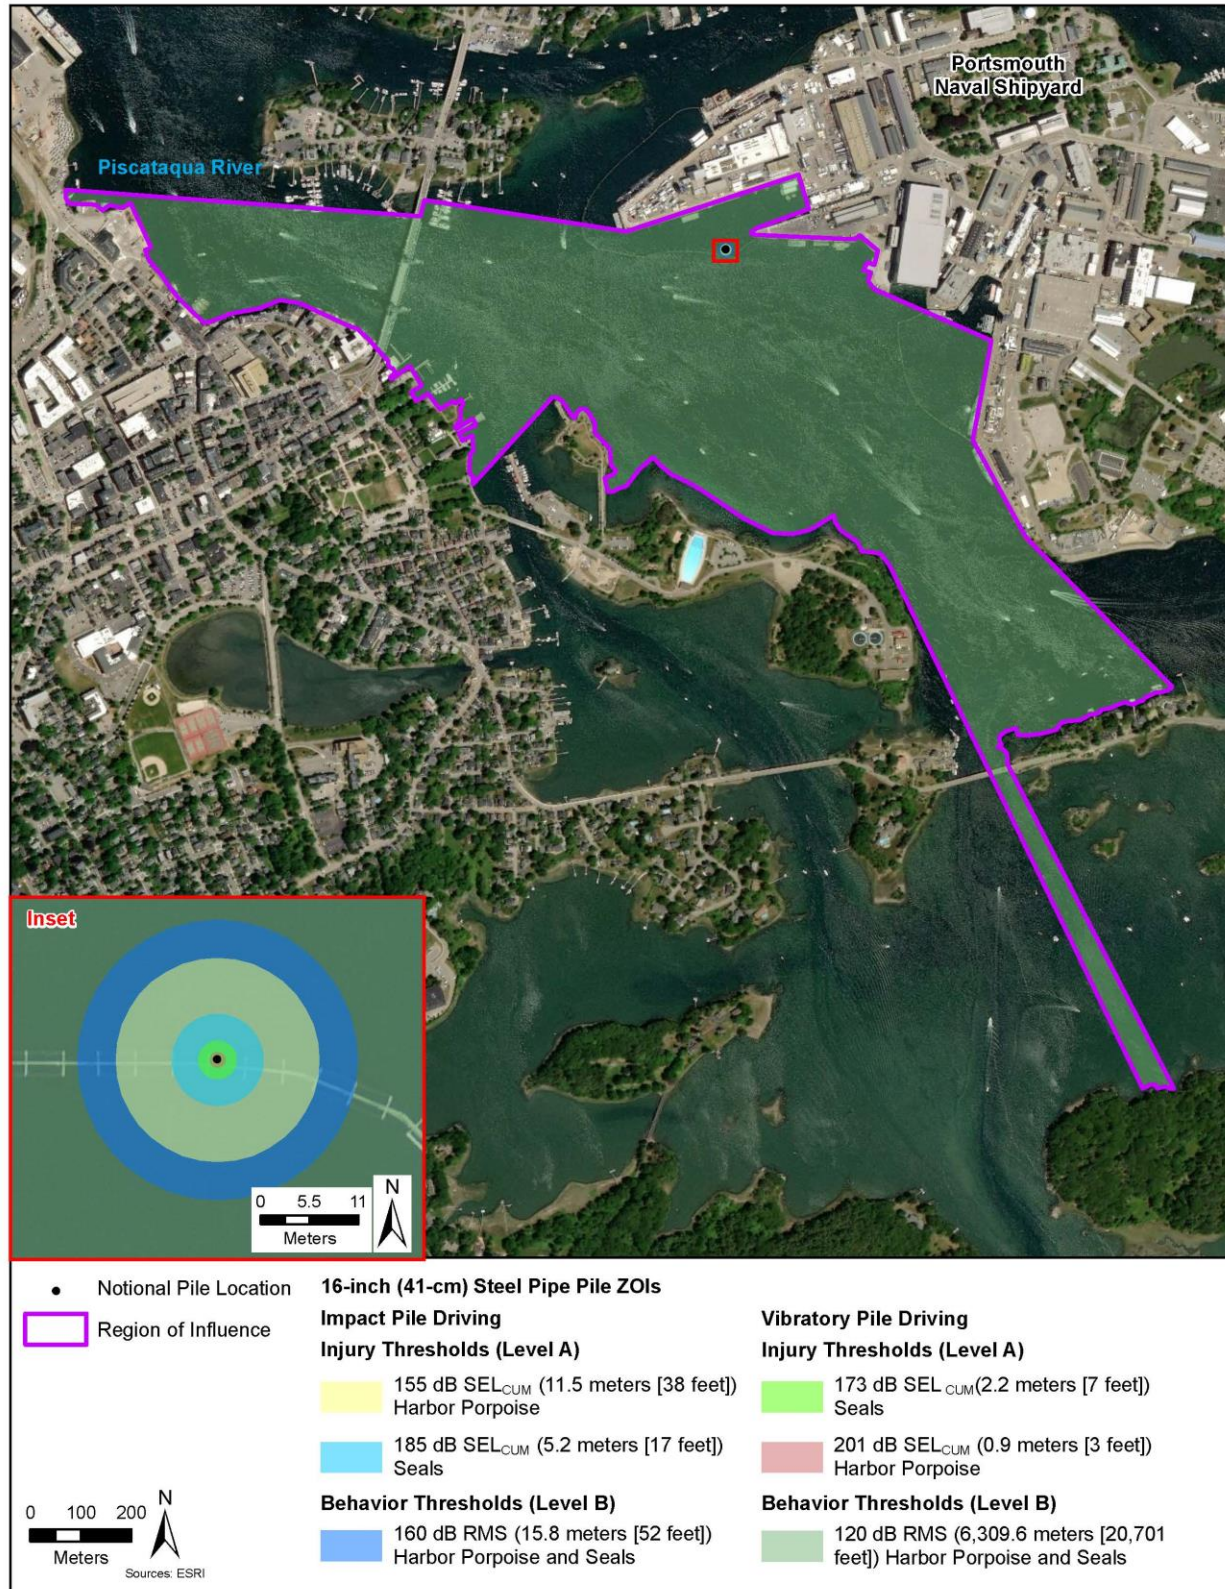 Portsmouth
Naval Shipyard
Piscataqua River
Inset
0 5.5 11
Meters
N
Notional Pile Location
Region of Influence
0 100 200
Meters
N
Sources: ESRI
16-inch (41-cm) Steel Pipe Pile ZOIs
Impact Pile Driving
Injury Thresholds (Level A)
155 dB SELCUM (11.5 meters [38 feet])
Harbor Porpoise
185 dB SELCUM (5.2 meters [17 feet])
Seals
Behavior Thresholds (Level B)
160 dB RMS (15.8 meters [52 feet])
Harbor Porpoise and Seals
Vibratory Pile Driving
Injury Thresholds (Level A)
173 dB SEL CUM(2.2 meters [7 feet])
Seals
201 dB SELCUM (0.9 meters [3 feet])
Harbor Porpoise
Behavior Thresholds (Level B)
120 dB RMS (6,309.6 meters [20,701
feet]) Harbor Porpoise and Seals